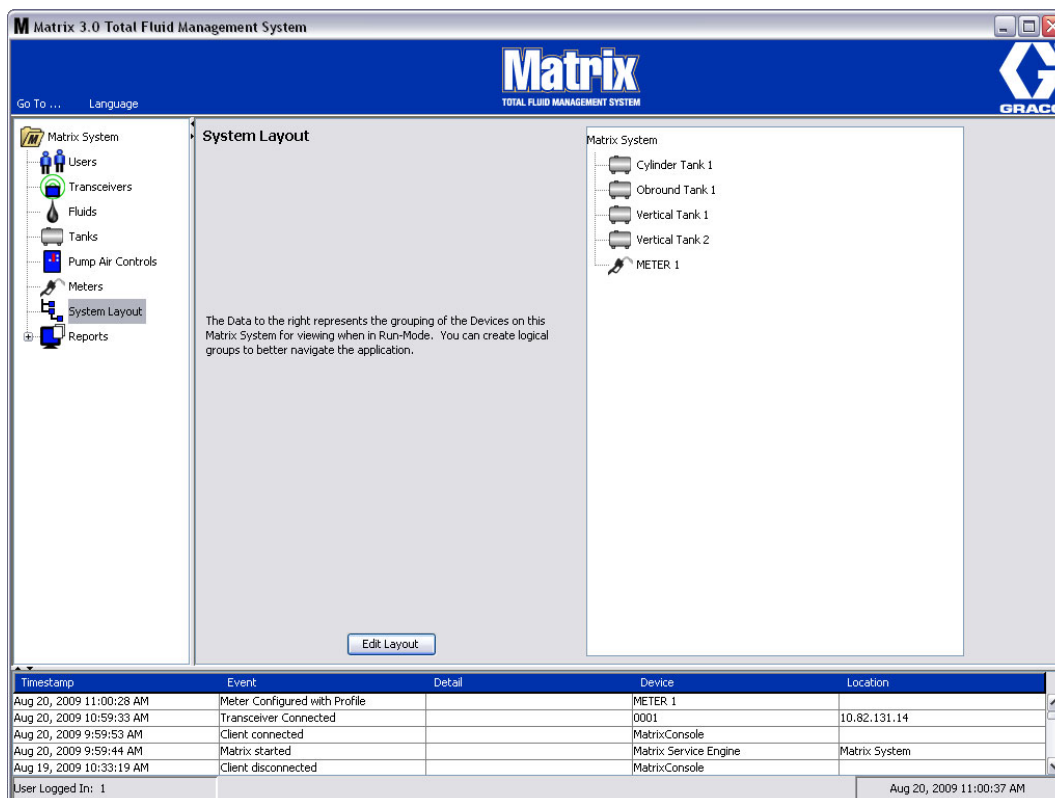 M Matrix 3.0 Total Fluid Management System
Matrix
TOTAL FLUID MANAGEMENT SYSTEM
GRACO
Go To ... Language
Matrix System
Users
Transceivers
Fluids
Tanks
Pump Air Controls
Meters
System Layout
Reports
System Layout
The Data to the right represents the grouping of the Devices on this
Matrix System for viewing when in Run-Mode. You can create logical
groups to better navigate the application.
Edit Layout
Matrix System
Cylinder Tank 1
Obround Tank 1
Vertical Tank 1
Vertical Tank 2
METER 1
Timestamp Event Detail Device Location
Aug 20, 2009 11:00:28 AM Meter Configured with Profile METER 1
Aug 20, 2009 10:59:33 AM Transceiver Connected 0001 10.82.131.14
Aug 20, 2009 9:59:53 AM Client connected MatrixConsole
Aug 20, 2009 9:59:44 AM Matrix started Matrix Service Engine Matrix System
Aug 19, 2009 10:33:19 AM Client disconnected MatrixConsole
User Logged In: 1 Aug 20, 2009 11:00:37 AM